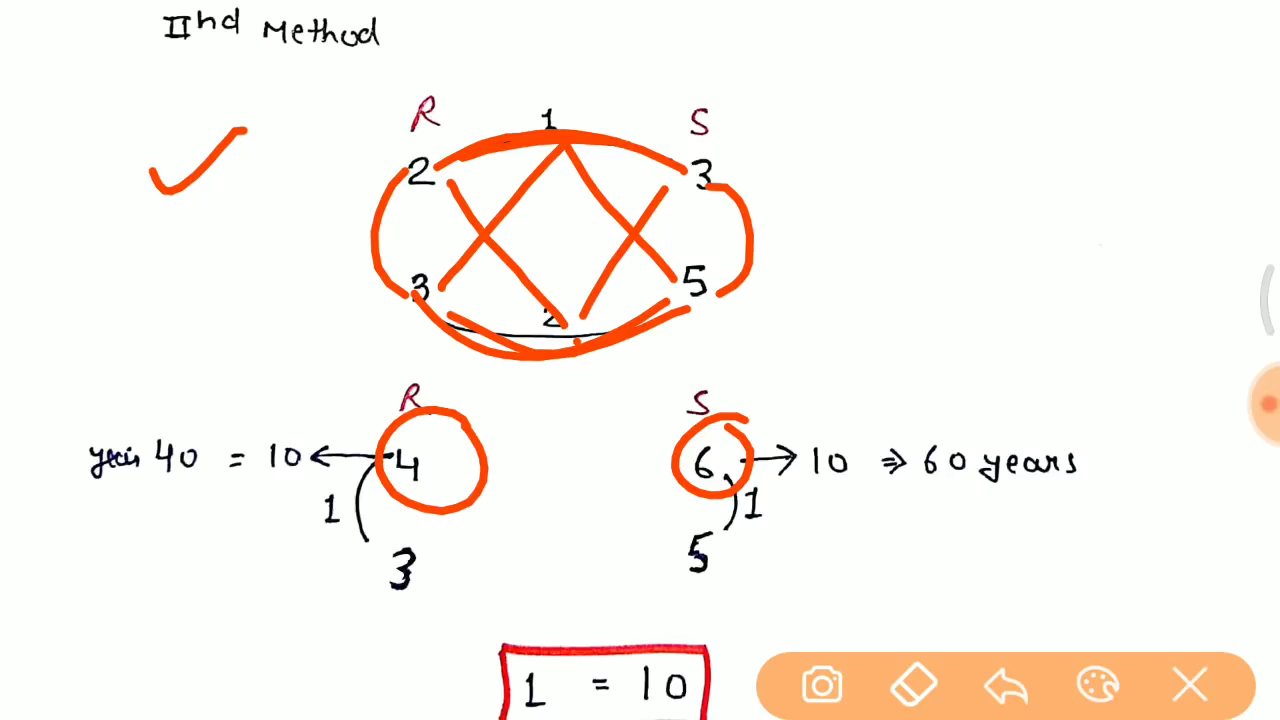 IInd Method
R 1 S
2 3
3 5
2
R S
40 = 10 4 6 10 ⇒ 60 years
1 1
3 5
1 = 10